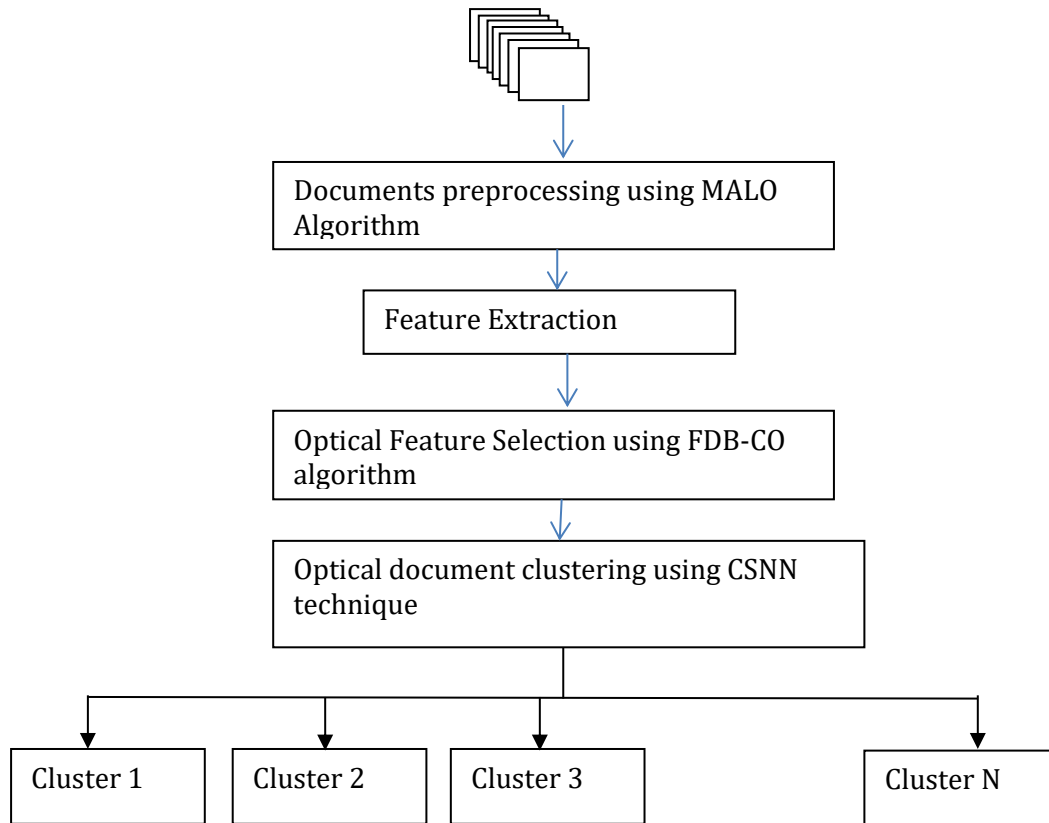 Documents preprocessing using MALO
Algorithm
Feature Extraction
Optical Feature Selection using FDB-CO
algorithm
Optical document clustering using CSNN
technique
Cluster 1
Cluster 2
Cluster 3
Cluster N